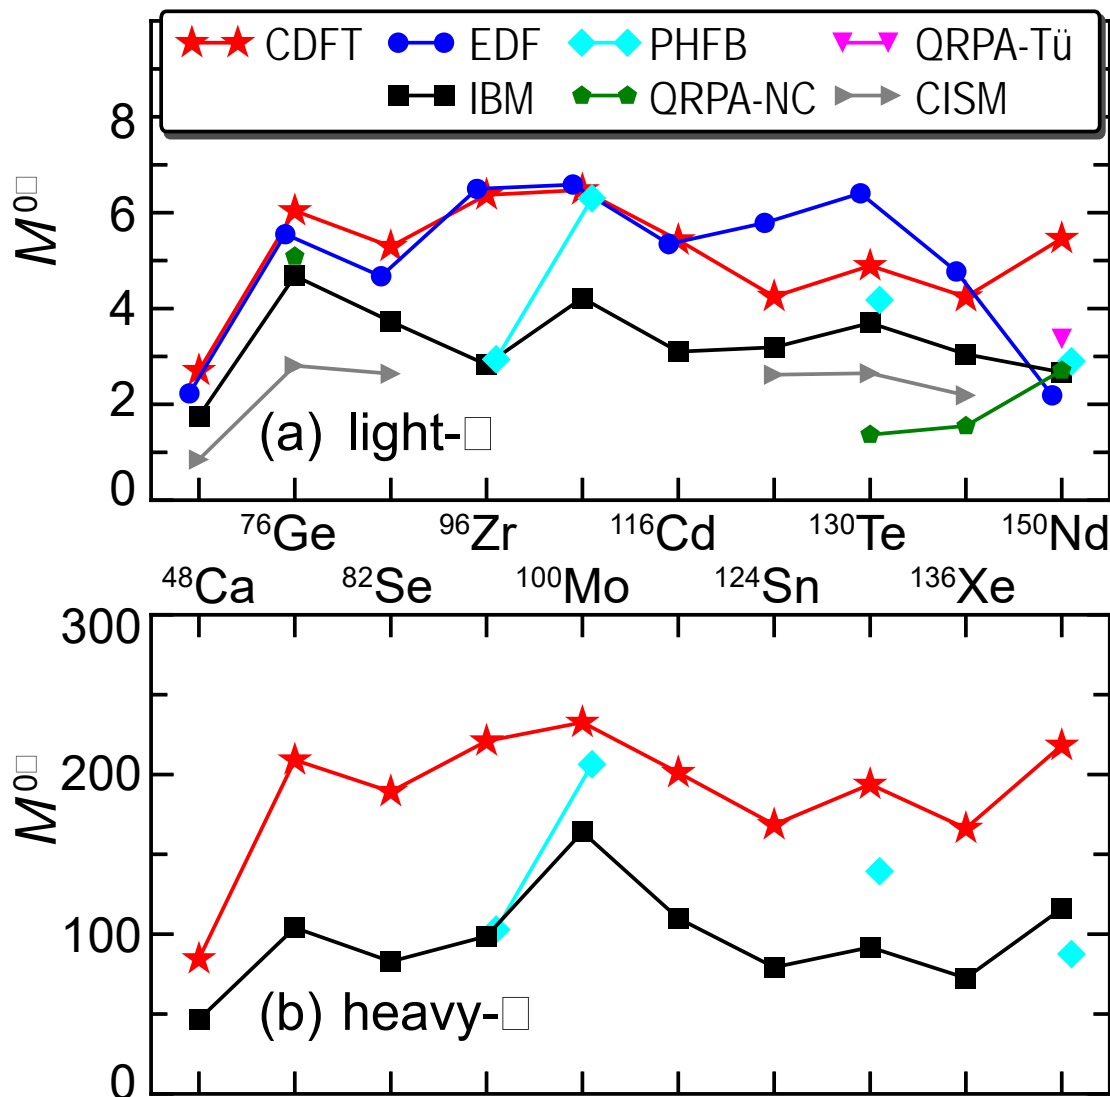 CDFT EDF PHFB QRPA-Tü
IBM QRPA-NC CISM
8
6
4
2
0
M⁰□
(a) light-□
⁷⁶Ge ⁹⁶Zr ¹¹⁶Cd ¹³⁰Te ¹⁵⁰Nd
⁴⁸Ca ⁸²Se ¹⁰⁰Mo ¹²⁴Sn ¹³⁶Xe
300
200
100
0
M⁰□
(b) heavy-□